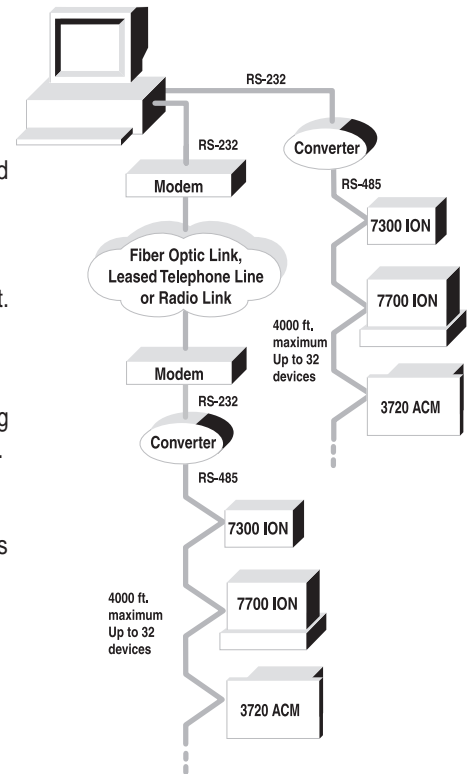 RS-232
RS-232
Converter
Modem
RS-485
7300 ION
Fiber Optic Link,
Leased Telephone Line
or Radio Link
7700 ION
4000 ft.
maximum
Up to 32
devices
3720 ACM
Modem
RS-232
Converter
RS-485
7300 ION
4000 ft.
maximum
Up to 32
devices
7700 ION
3720 ACM